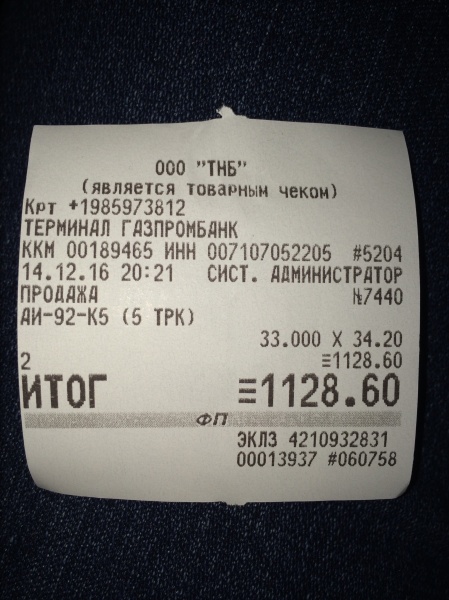 ООО "ТНБ"
(является товарным чеком)
Крт +1985973812
ТЕРМИНАЛ ГАЗПРОМБАНК
ККМ 00189465 ИНН 007107052205 #5204
14.12.16 20:21 СИСТ. АДМИНИСТРАТОР
ПРОДАЖА №7440
АИ-92-К5 (5 ТРК)
33.000 X 34.20
2 ≡1128.60
ИТОГ ≡1128.60
ФП
ЭКЛЗ 4210932831
00013937 #060758